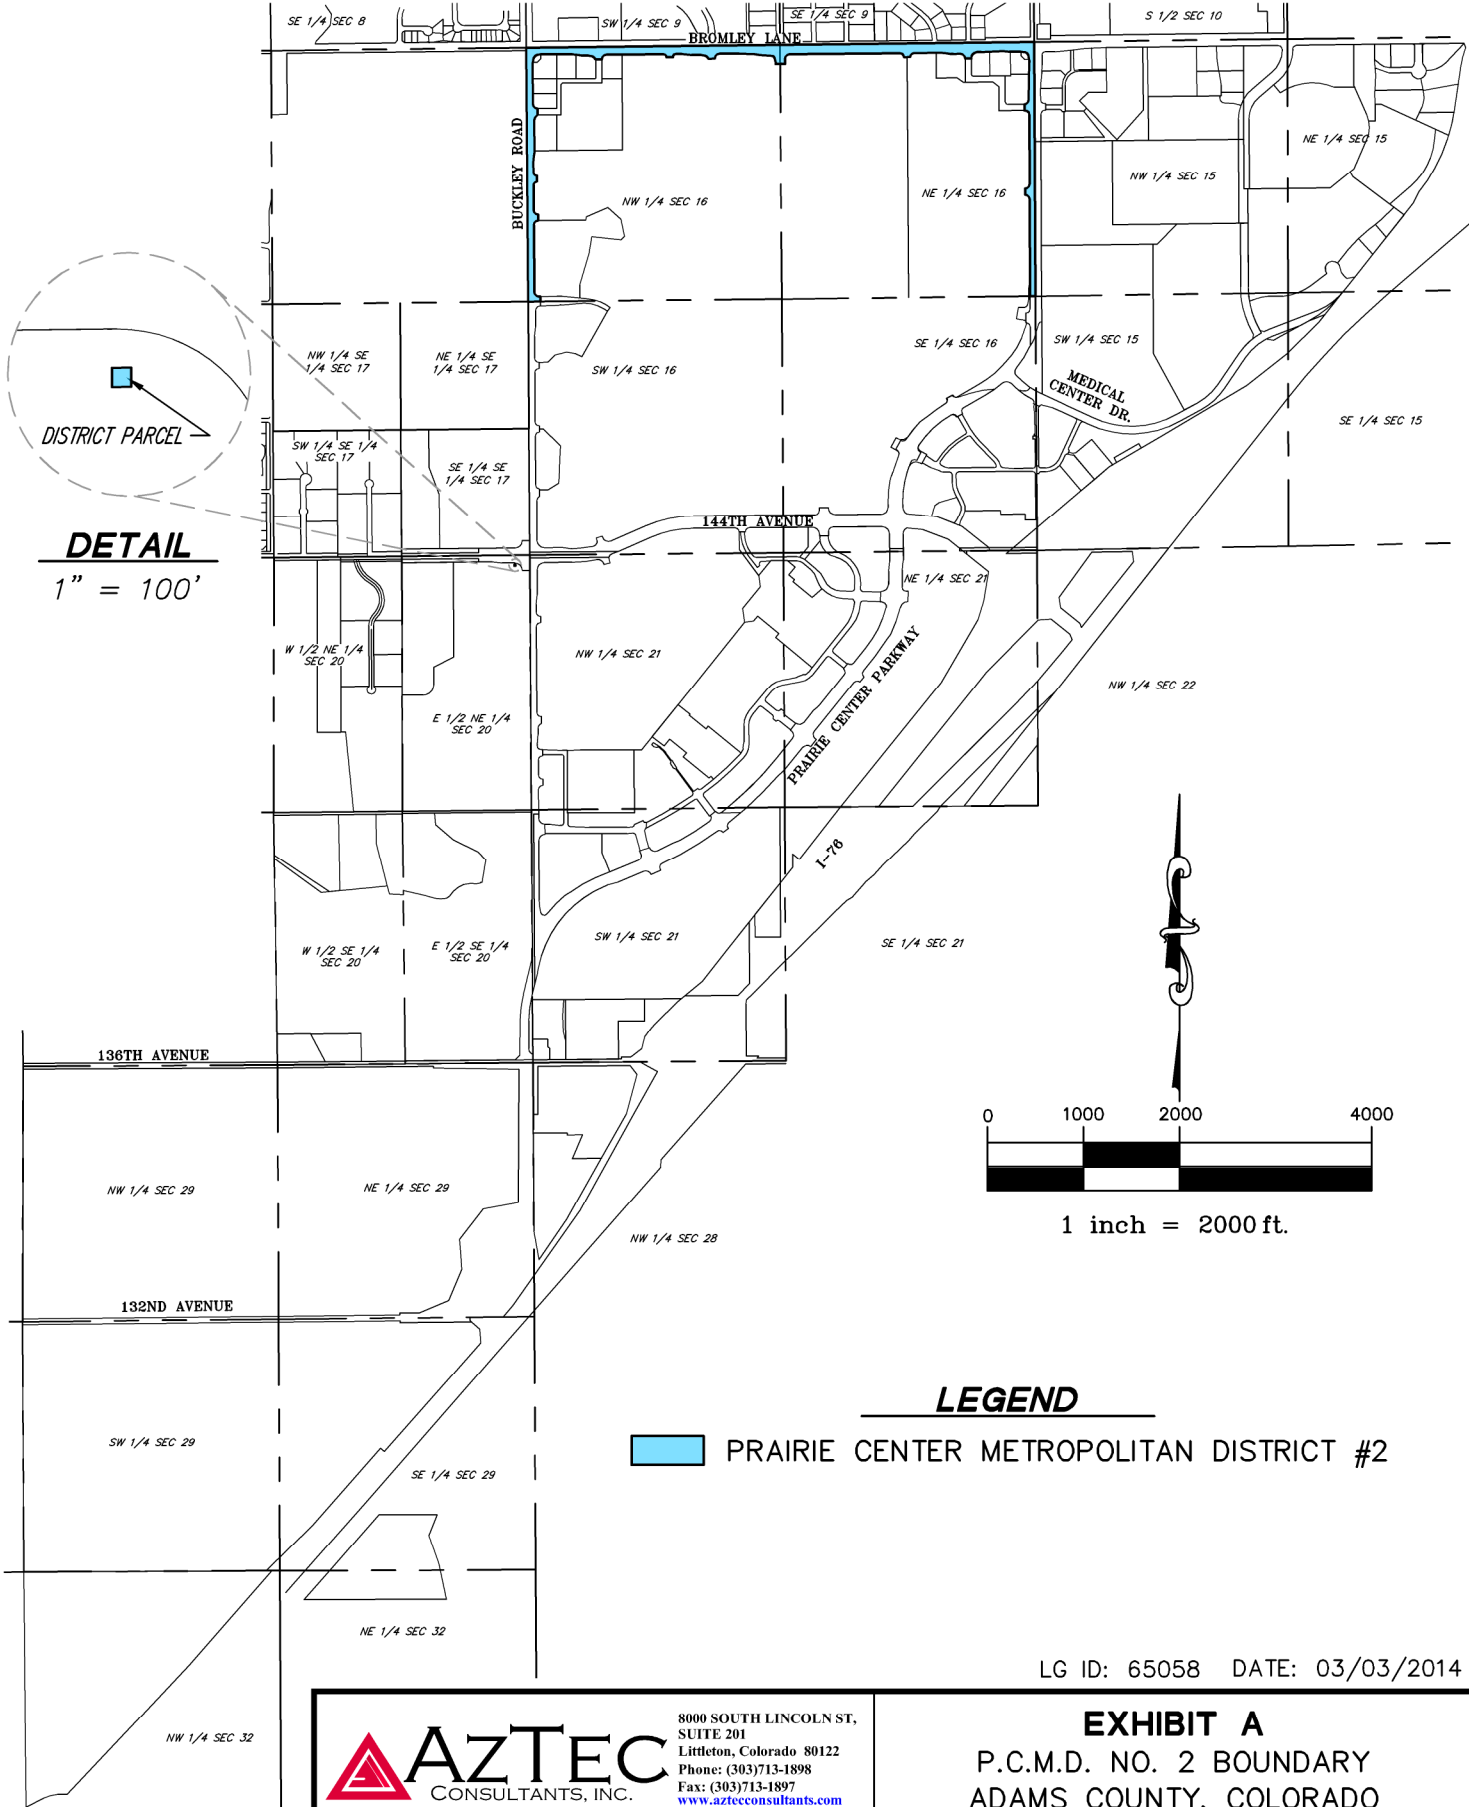 SE 1/4 SEC 8
SW 1/4 SEC 9
SE 1/4 SEC 9
S 1/2 SEC 10
BROMLEY LANE
BUCKLEY ROAD
NE 1/4 SEC 15
NW 1/4 SEC 15
NW 1/4 SEC 16
NE 1/4 SEC 16
NW 1/4 SE
1/4 SEC 17
NE 1/4 SE
1/4 SEC 17
SW 1/4 SEC 16
SE 1/4 SEC 16
SW 1/4 SEC 15
MEDICAL
CENTER DR.
SE 1/4 SEC 15
DISTRICT PARCEL
SW 1/4 SE 1/4
SEC 17
SE 1/4 SE
1/4 SEC 17
DETAIL
1" = 100'
144TH AVENUE
NE 1/4 SEC 21
W 1/2 NE 1/4
SEC 20
NW 1/4 SEC 21
NW 1/4 SEC 22
E 1/2 NE 1/4
SEC 20
PRAIRIE CENTER PARKWAY
I-76
W 1/2 SE 1/4
SEC 20
E 1/2 SE 1/4
SEC 20
SW 1/4 SEC 21
SE 1/4 SEC 21
136TH AVENUE
0 1000 2000 4000
1 inch = 2000 ft.
NW 1/4 SEC 29
NE 1/4 SEC 29
NW 1/4 SEC 28
132ND AVENUE
LEGEND
PRAIRIE CENTER METROPOLITAN DISTRICT #2
SW 1/4 SEC 29
SE 1/4 SEC 29
NE 1/4 SEC 32
NW 1/4 SEC 32
LG ID: 65058 DATE: 03/03/2014
AZTEC
CONSULTANTS, INC.
8000 SOUTH LINCOLN ST,
SUITE 201
Littleton, Colorado 80122
Phone: (303)713-1898
Fax: (303)713-1897
www.aztecconsultants.com
EXHIBIT A
P.C.M.D. NO. 2 BOUNDARY
ADAMS COUNTY, COLORADO